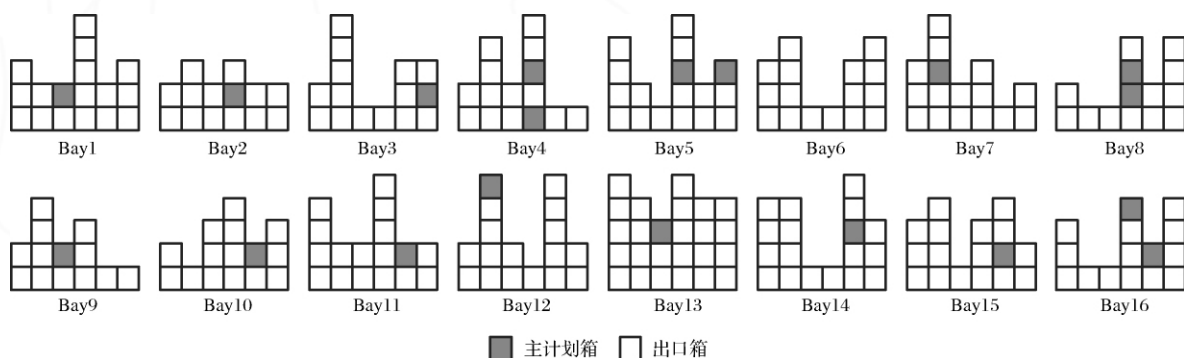 Bay1 Bay2 Bay3 Bay4 Bay5 Bay6 Bay7 Bay8
Bay9 Bay10 Bay11 Bay12 Bay13 Bay14 Bay15 Bay16
主计划箱 出口箱